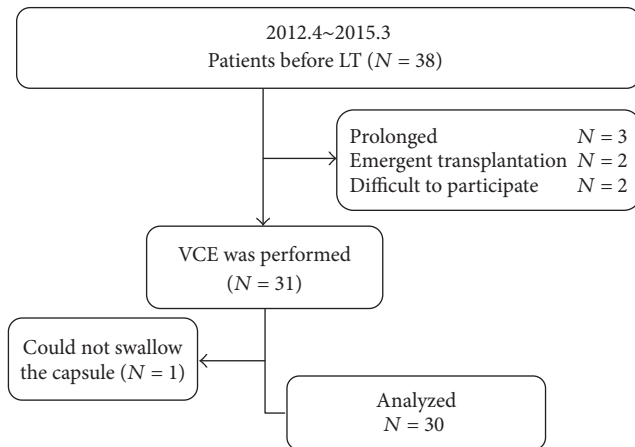 2012.4~2015.3
Patients before LT (N = 38)
Prolonged N = 3
Emergent transplantation N = 2
Difficult to participate N = 2
VCE was performed
(N = 31)
Could not swallow
the capsule (N = 1)
Analyzed
N = 30